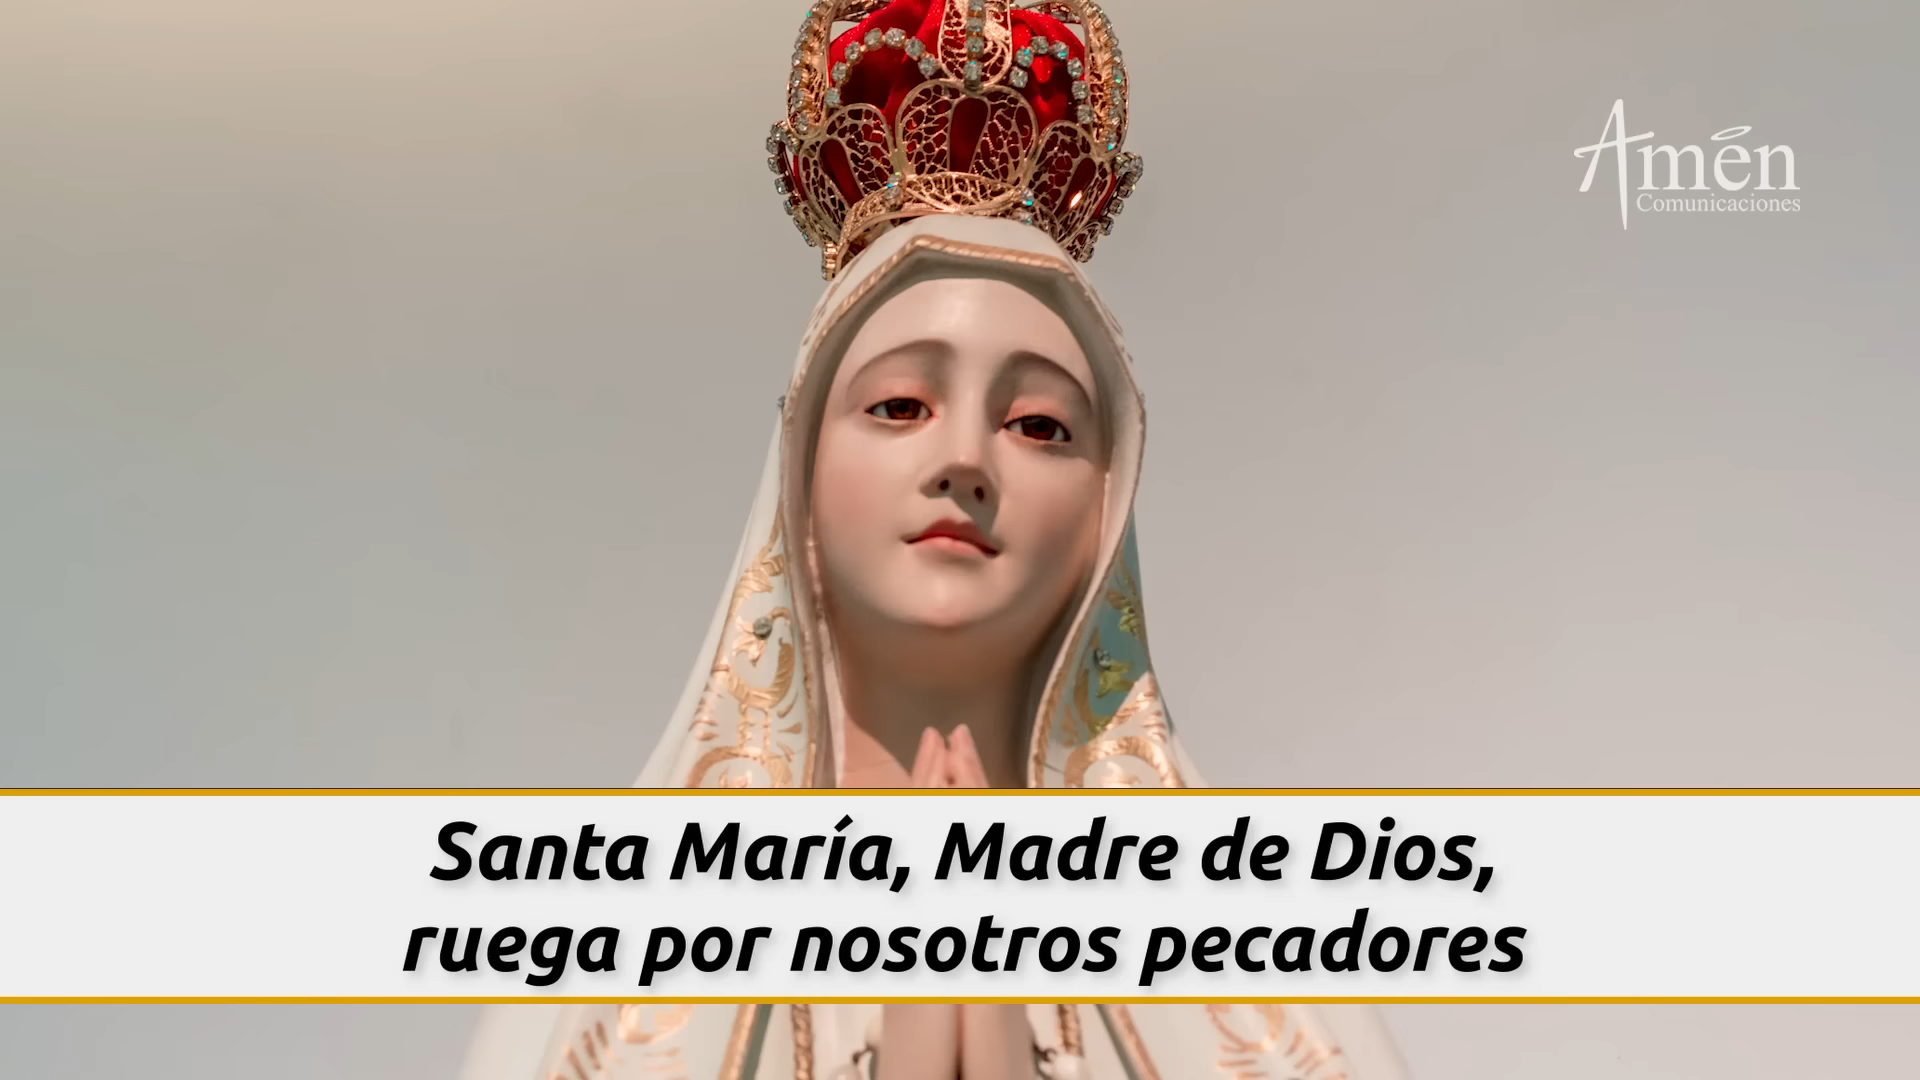 Amén
Comunicaciones
Santa María, Madre de Dios,
ruega por nosotros pecadores